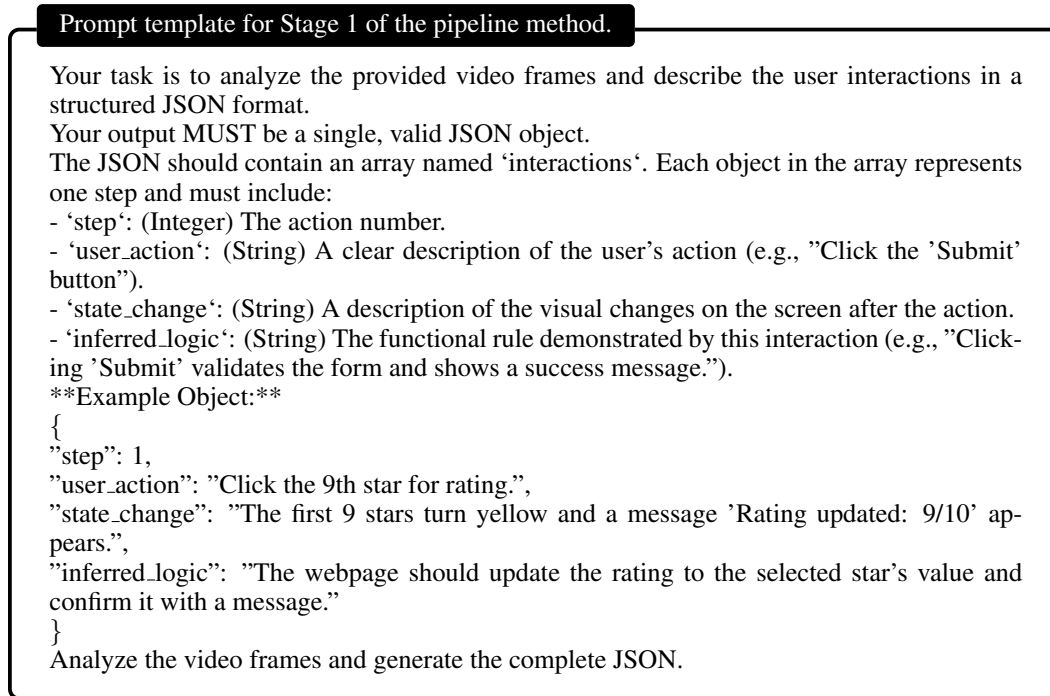 Prompt template for Stage 1 of the pipeline method.
Your task is to analyze the provided video frames and describe the user interactions in a
structured JSON format.
Your output MUST be a single, valid JSON object.
The JSON should contain an array named ‘interactions‘. Each object in the array represents
one step and must include:
- ‘step‘: (Integer) The action number.
- ‘user_action‘: (String) A clear description of the user's action (e.g., ”Click the ’Submit’
button”).
- ‘state_change‘: (String) A description of the visual changes on the screen after the action.
- ‘inferred_logic‘: (String) The functional rule demonstrated by this interaction (e.g., ”Click-
ing ’Submit’ validates the form and shows a success message.”).
**Example Object:**
{
”step”: 1,
”user_action”: ”Click the 9th star for rating.”,
”state_change”: ”The first 9 stars turn yellow and a message ’Rating updated: 9/10’ ap-
pears.”,
”inferred_logic”: ”The webpage should update the rating to the selected star's value and
confirm it with a message.”
}
Analyze the video frames and generate the complete JSON.